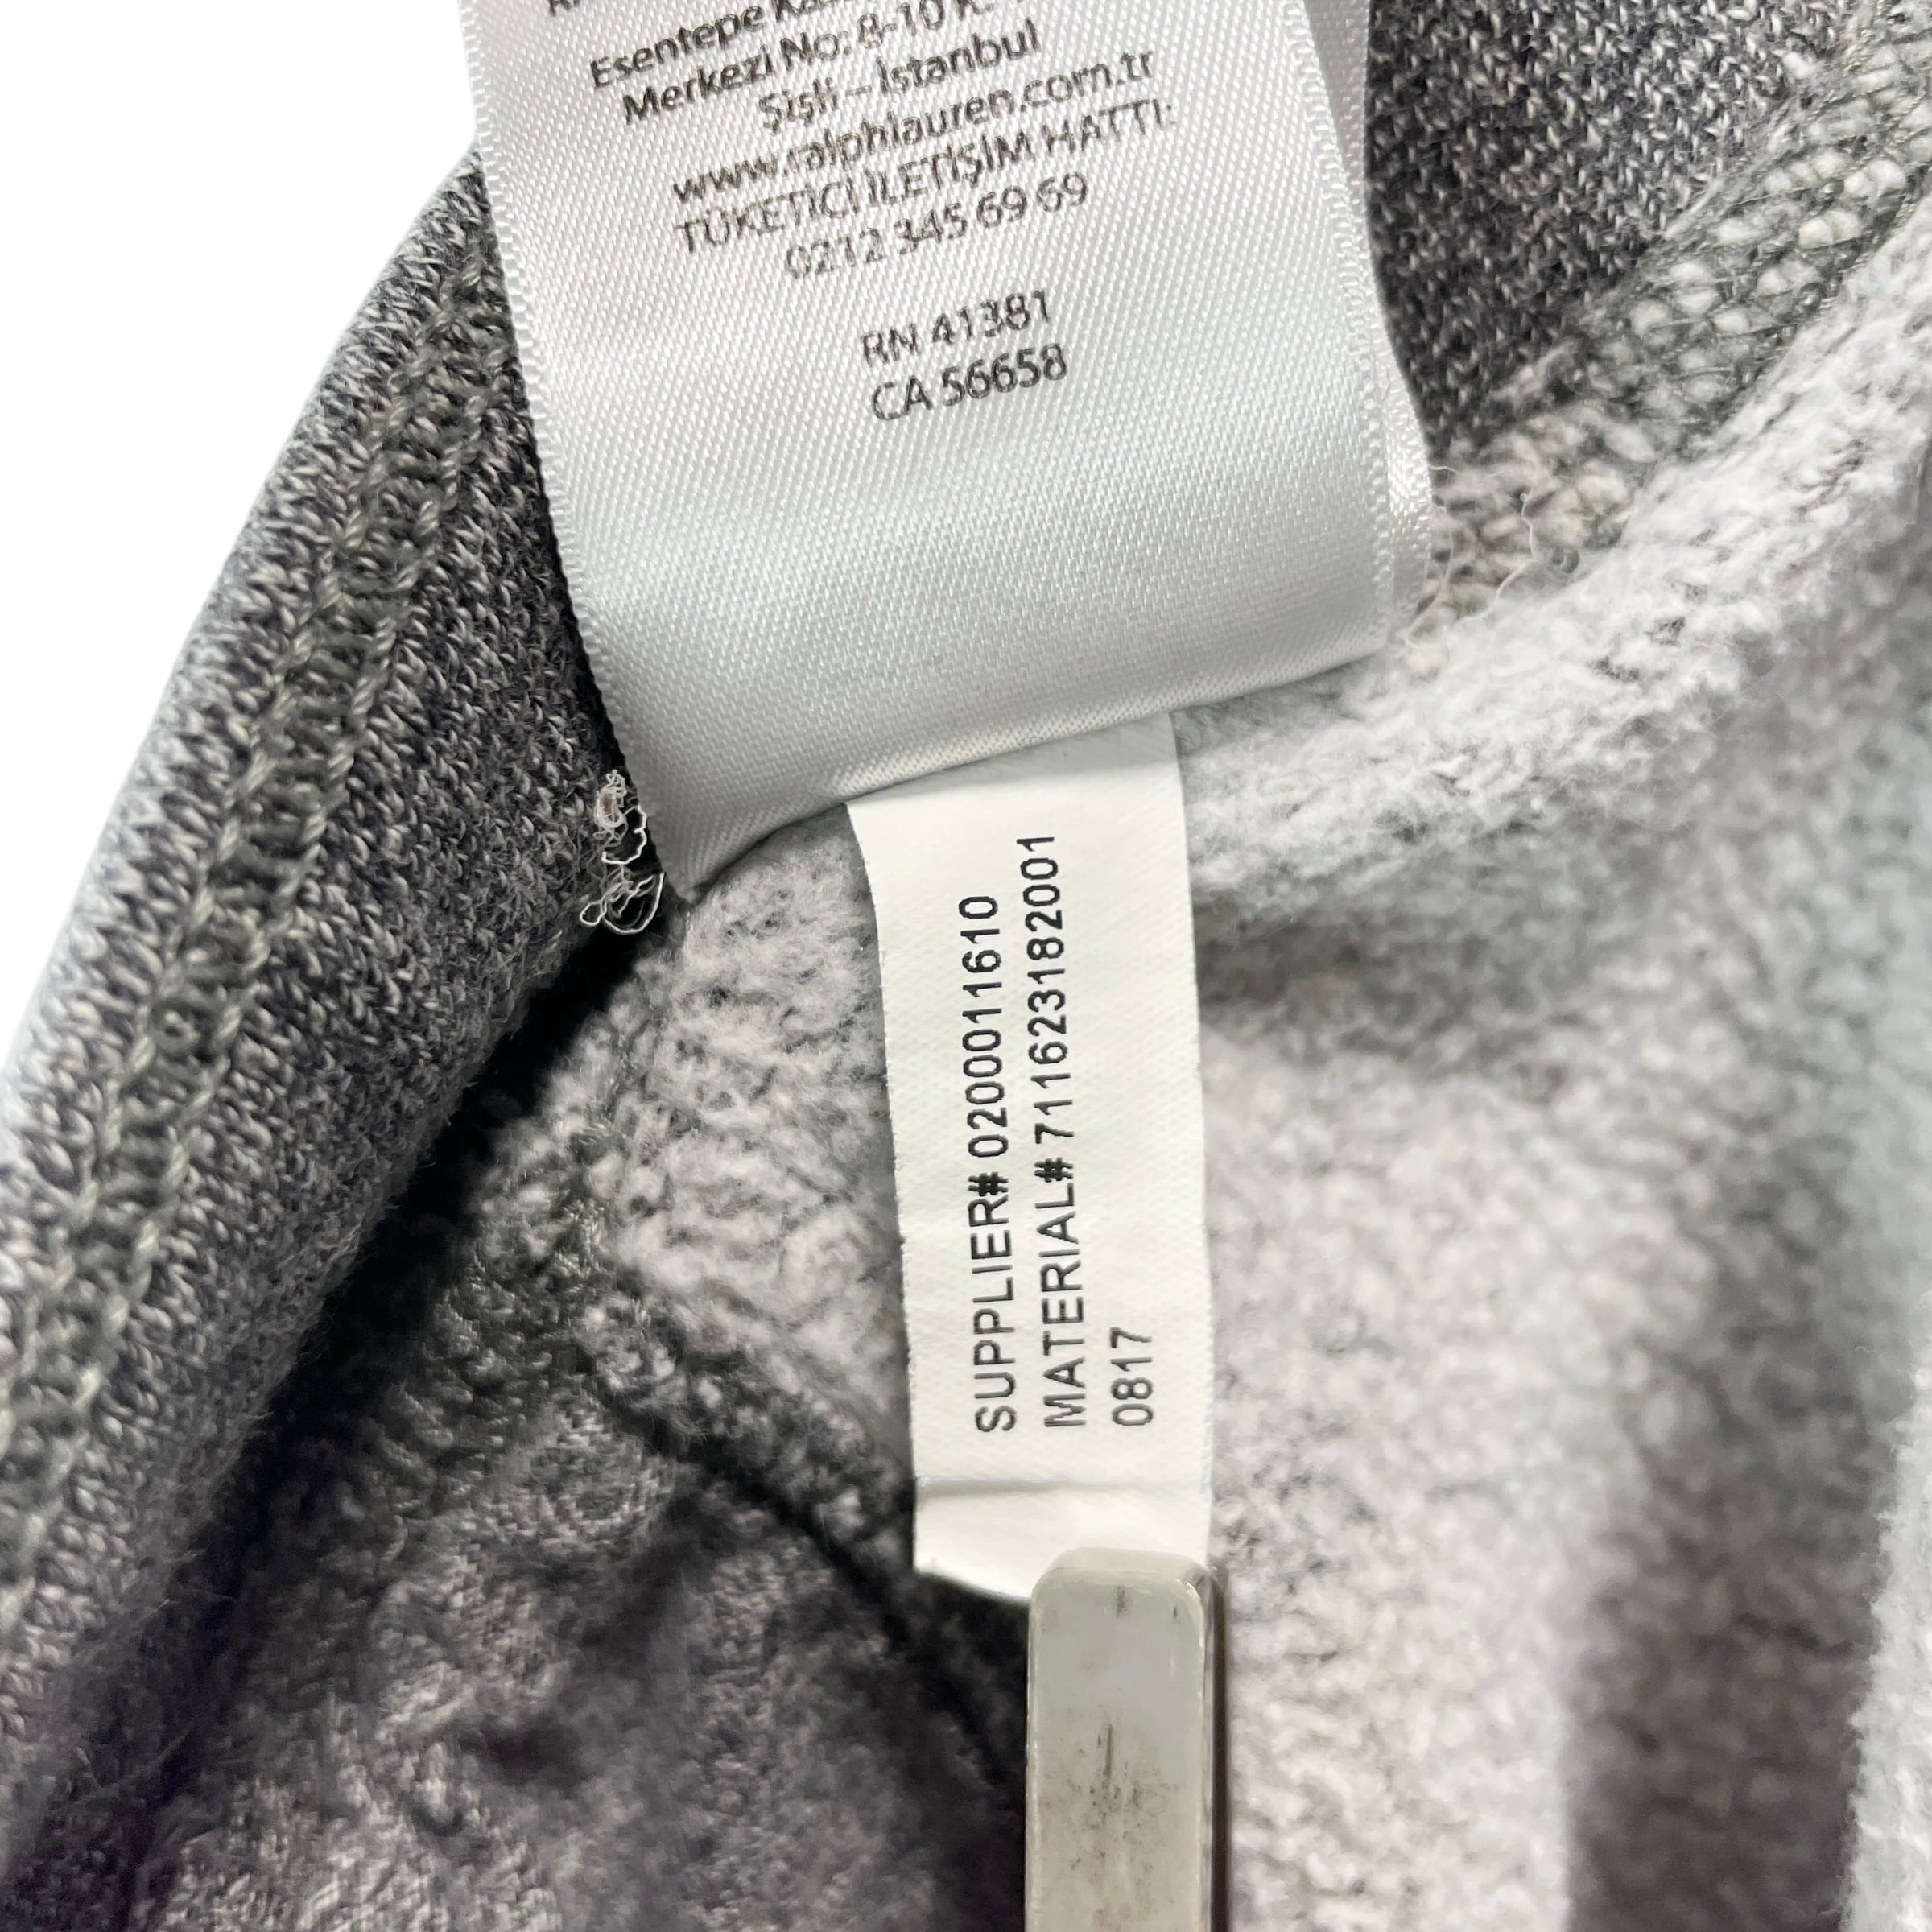 Esentepe
Merkezi No: 8-10 K.
Şişli – İstanbul
www.ralphlauren.com.tr
TÜKETİCİ İLETİŞİM HATTI:
0212 345 69 69
RN 41381
CA 56658
SUPPLIER# 0200011610
MATERIAL# 711623182001
0817